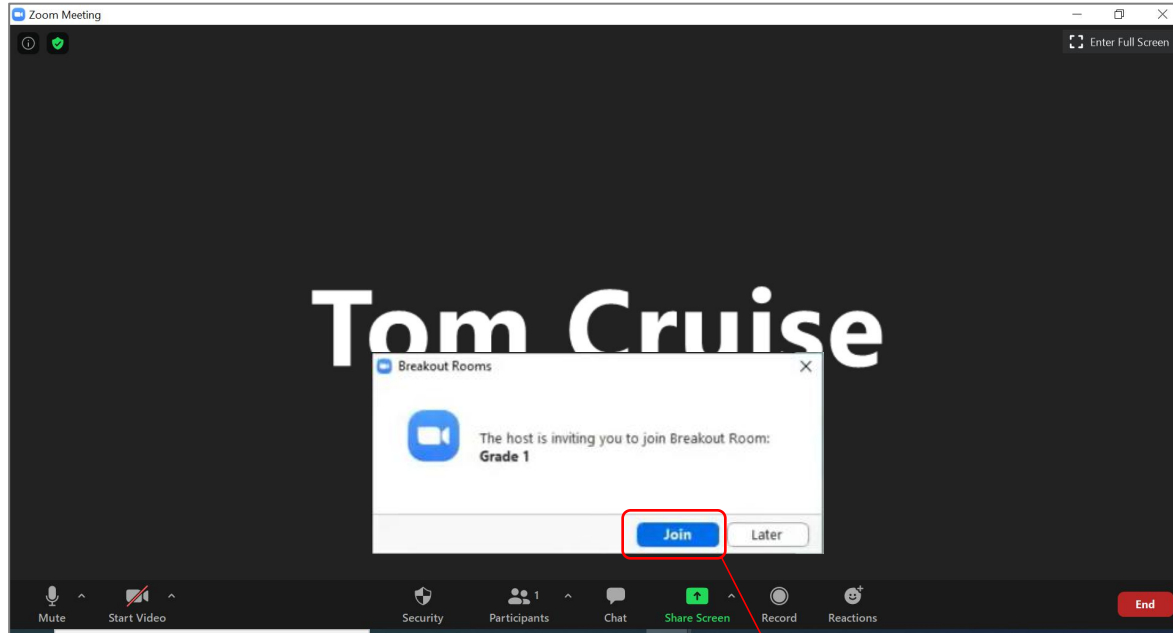 Zoom Meeting
Enter Full Screen
Tom Cruise
Breakout Rooms
The host is inviting you to join Breakout Room:
Grade 1
Join Later
Mute Start Video Security Participants 1 Chat Share Screen Record Reactions End